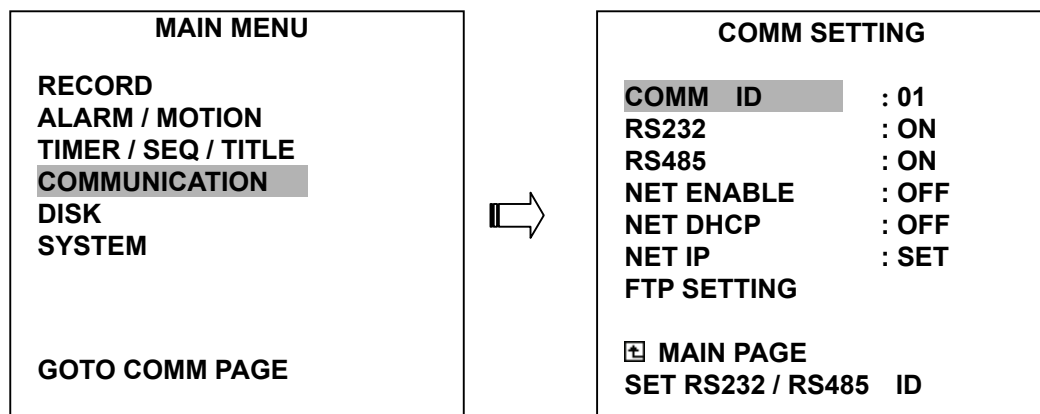 MAIN MENU
RECORD
ALARM / MOTION
TIMER / SEQ / TITLE
COMMUNICATION
DISK
SYSTEM
GOTO COMM PAGE
COMM SETTING
COMM ID : 01
RS232 : ON
RS485 : ON
NET ENABLE : OFF
NET DHCP : OFF
NET IP : SET
FTP SETTING
MAIN PAGE
SET RS232 / RS485 ID